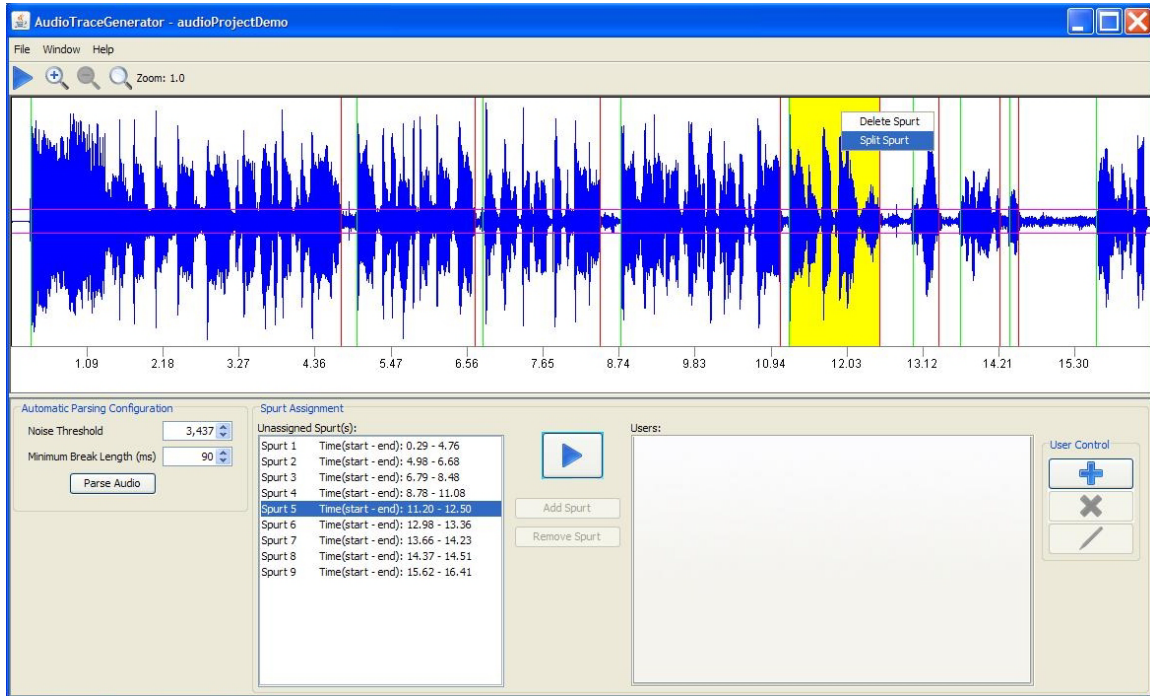 AudioTraceGenerator - audioProjectDemo
File Window Help
Zoom: 1.0
Delete Spurt
Split Spurt
1.09 2.18 3.27 4.36 5.47 6.56 7.65 8.74 9.83 10.94 12.03 13.12 14.21 15.30
Automatic Parsing Configuration
Noise Threshold 3,437
Minimum Break Length (ms) 90
Parse Audio
Spurt Assignment
Unassigned Spurt(s):
Spurt 1 Time(start - end): 0.29 - 4.76
Spurt 2 Time(start - end): 4.98 - 6.68
Spurt 3 Time(start - end): 6.79 - 8.48
Spurt 4 Time(start - end): 8.78 - 11.08
Spurt 5 Time(start - end): 11.20 - 12.50
Spurt 6 Time(start - end): 12.98 - 13.36
Spurt 7 Time(start - end): 13.66 - 14.23
Spurt 8 Time(start - end): 14.37 - 14.51
Spurt 9 Time(start - end): 15.62 - 16.41
Add Spurt
Remove Spurt
Users:
User Control